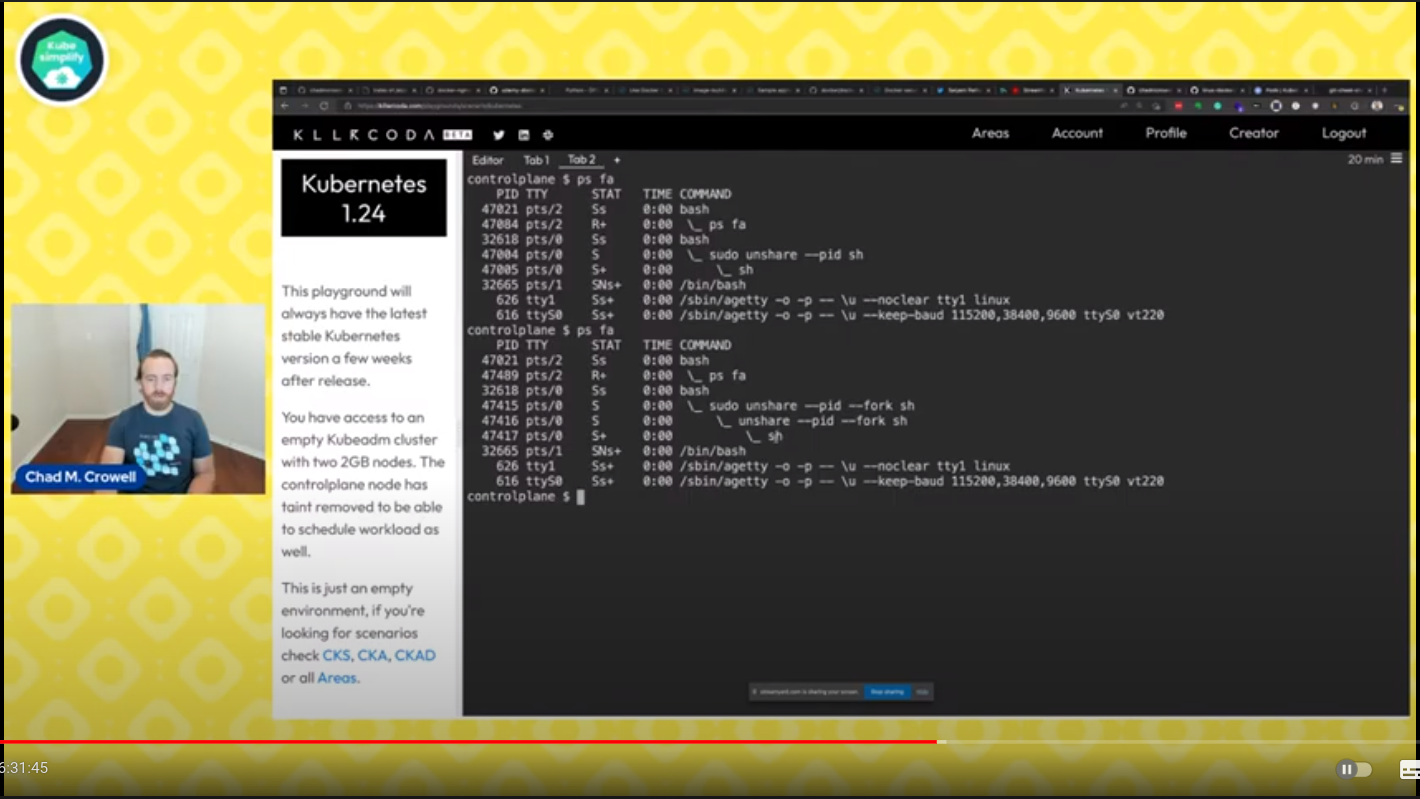 Kube
simplify
KLLRCODA BETA
Areas Account Profile Creator Logout
Editor Tab 1 Tab 2 +
20 min
Kubernetes
1.24
This playground will
always have the latest
stable Kubernetes
version a few weeks
after release.
You have access to an
empty Kubeadm cluster
with two 2GB nodes. The
controlplane node has
taint removed to be able
to schedule workload as
well.
This is just an empty
environment, if you're
looking for scenarios
check CKS, CKA, CKAD
or all Areas.
controlplane $ ps fa
PID TTY STAT TIME COMMAND
47021 pts/2 Ss 0:00 bash
47084 pts/2 R+ 0:00 \_ ps fa
32618 pts/0 Ss 0:00 bash
47004 pts/0 S 0:00 \_ sudo unshare --pid sh
47005 pts/0 S+ 0:00 \_ sh
32665 pts/1 SNs+ 0:00 /bin/bash
626 tty1 Ss+ 0:00 /sbin/agetty -o -p -- \u --noclear tty1 linux
616 ttyS0 Ss+ 0:00 /sbin/agetty -o -p -- \u --keep-baud 115200,38400,9600 ttyS0 vt220
controlplane $ ps fa
PID TTY STAT TIME COMMAND
47021 pts/2 Ss 0:00 bash
47489 pts/2 R+ 0:00 \_ ps fa
32618 pts/0 Ss 0:00 bash
47415 pts/0 S 0:00 \_ sudo unshare --pid --fork sh
47416 pts/0 S 0:00 \_ unshare --pid --fork sh
47417 pts/0 S+ 0:00 \_ sh
32665 pts/1 SNs+ 0:00 /bin/bash
626 tty1 Ss+ 0:00 /sbin/agetty -o -p -- \u --noclear tty1 linux
616 ttyS0 Ss+ 0:00 /sbin/agetty -o -p -- \u --keep-baud 115200,38400,9600 ttyS0 vt220
controlplane $
Chad M. Crowell
streamyard.com is sharing your screen. Stop sharing
6:31:45